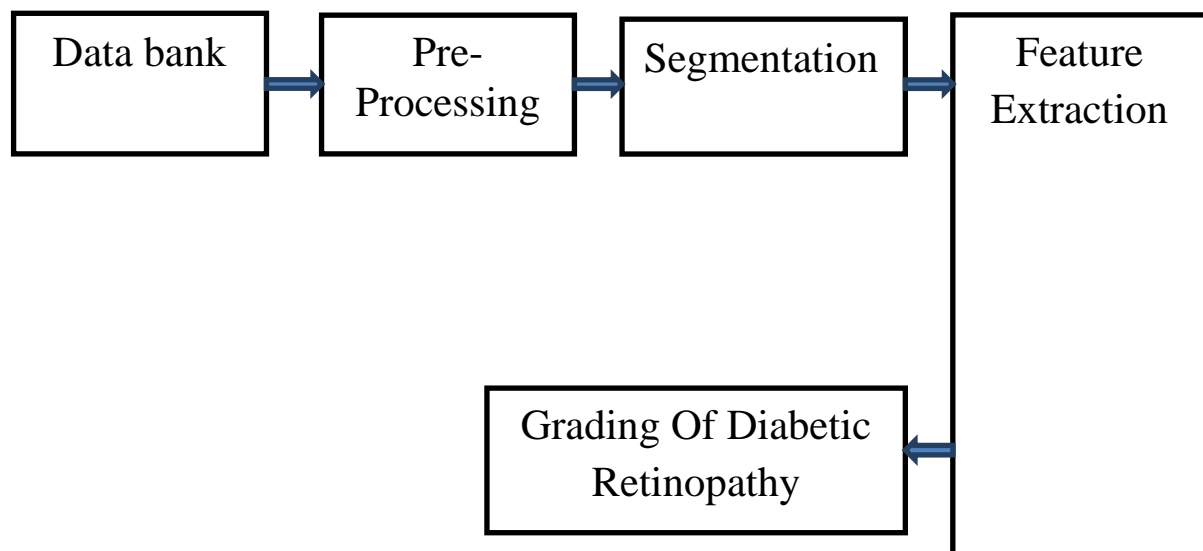 Data bank
Pre-
Processing
Segmentation
Feature
Extraction
Grading Of Diabetic
Retinopathy